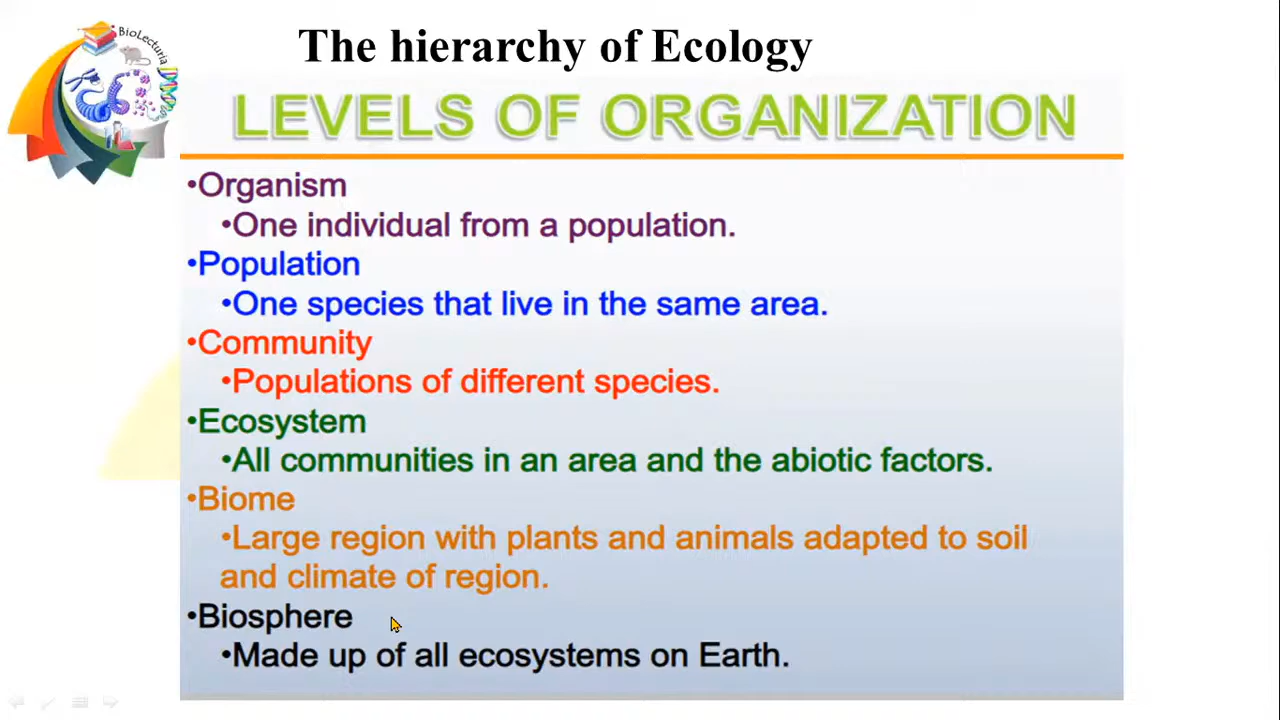 BioLecturia
DMPs
The hierarchy of Ecology
LEVELS OF ORGANIZATION
•Organism
•One individual from a population.
•Population
•One species that live in the same area.
•Community
•Populations of different species.
•Ecosystem
•All communities in an area and the abiotic factors.
•Biome
•Large region with plants and animals adapted to soil
and climate of region.
•Biosphere
•Made up of all ecosystems on Earth.